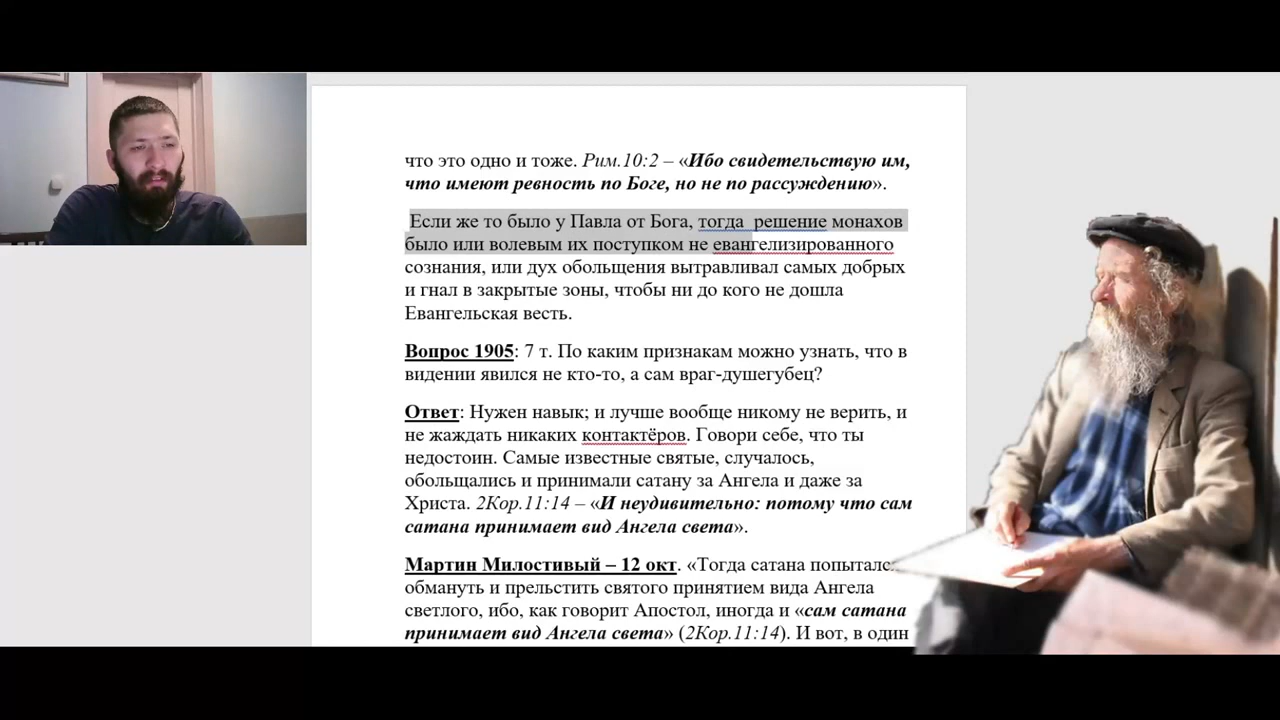 что это одно и тоже. Рим.10:2 – «Ибо свидетельствую им,
что имеют ревность по Боге, но не по рассуждению».
Если же то было у Павла от Бога, тогда решение монахов
было или волевым их поступком не евангелизированного
сознания, или дух обольщения вытравливал самых добрых
и гнал в закрытые зоны, чтобы ни до кого не дошла
Евангельская весть.
Вопрос 1905: 7 т. По каким признакам можно узнать, что в
видении явился не кто-то, а сам враг-душегубец?
Ответ: Нужен навык; и лучше вообще никому не верить, и
не жаждать никаких контактёров. Говори себе, что ты
недостоин. Самые известные святые, случалось,
обольщались и принимали сатану за Ангела и даже за
Христа. 2Кор.11:14 – «И неудивительно: потому что сам
сатана принимает вид Ангела света».
Мартин Милостивый – 12 окт. «Тогда сатана попытался
обмануть и прельстить святого принятием вида Ангела
светлого, ибо, как говорит Апостол, иногда и «сам сатана
принимает вид Ангела света» (2Кор.11:14). И вот, в один